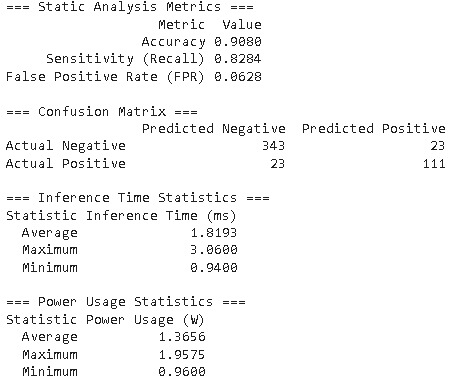 === Static Analysis Metrics ===
Metric Value
Accuracy 0.9080
Sensitivity (Recall) 0.8284
False Positive Rate (FPR) 0.0628
=== Confusion Matrix ===
Predicted Negative Predicted Positive
Actual Negative 343 23
Actual Positive 23 111
=== Inference Time Statistics ===
Statistic Inference Time (ms)
Average 1.8193
Maximum 3.0600
Minimum 0.9400
=== Power Usage Statistics ===
Statistic Power Usage (W)
Average 1.3656
Maximum 1.9575
Minimum 0.9600